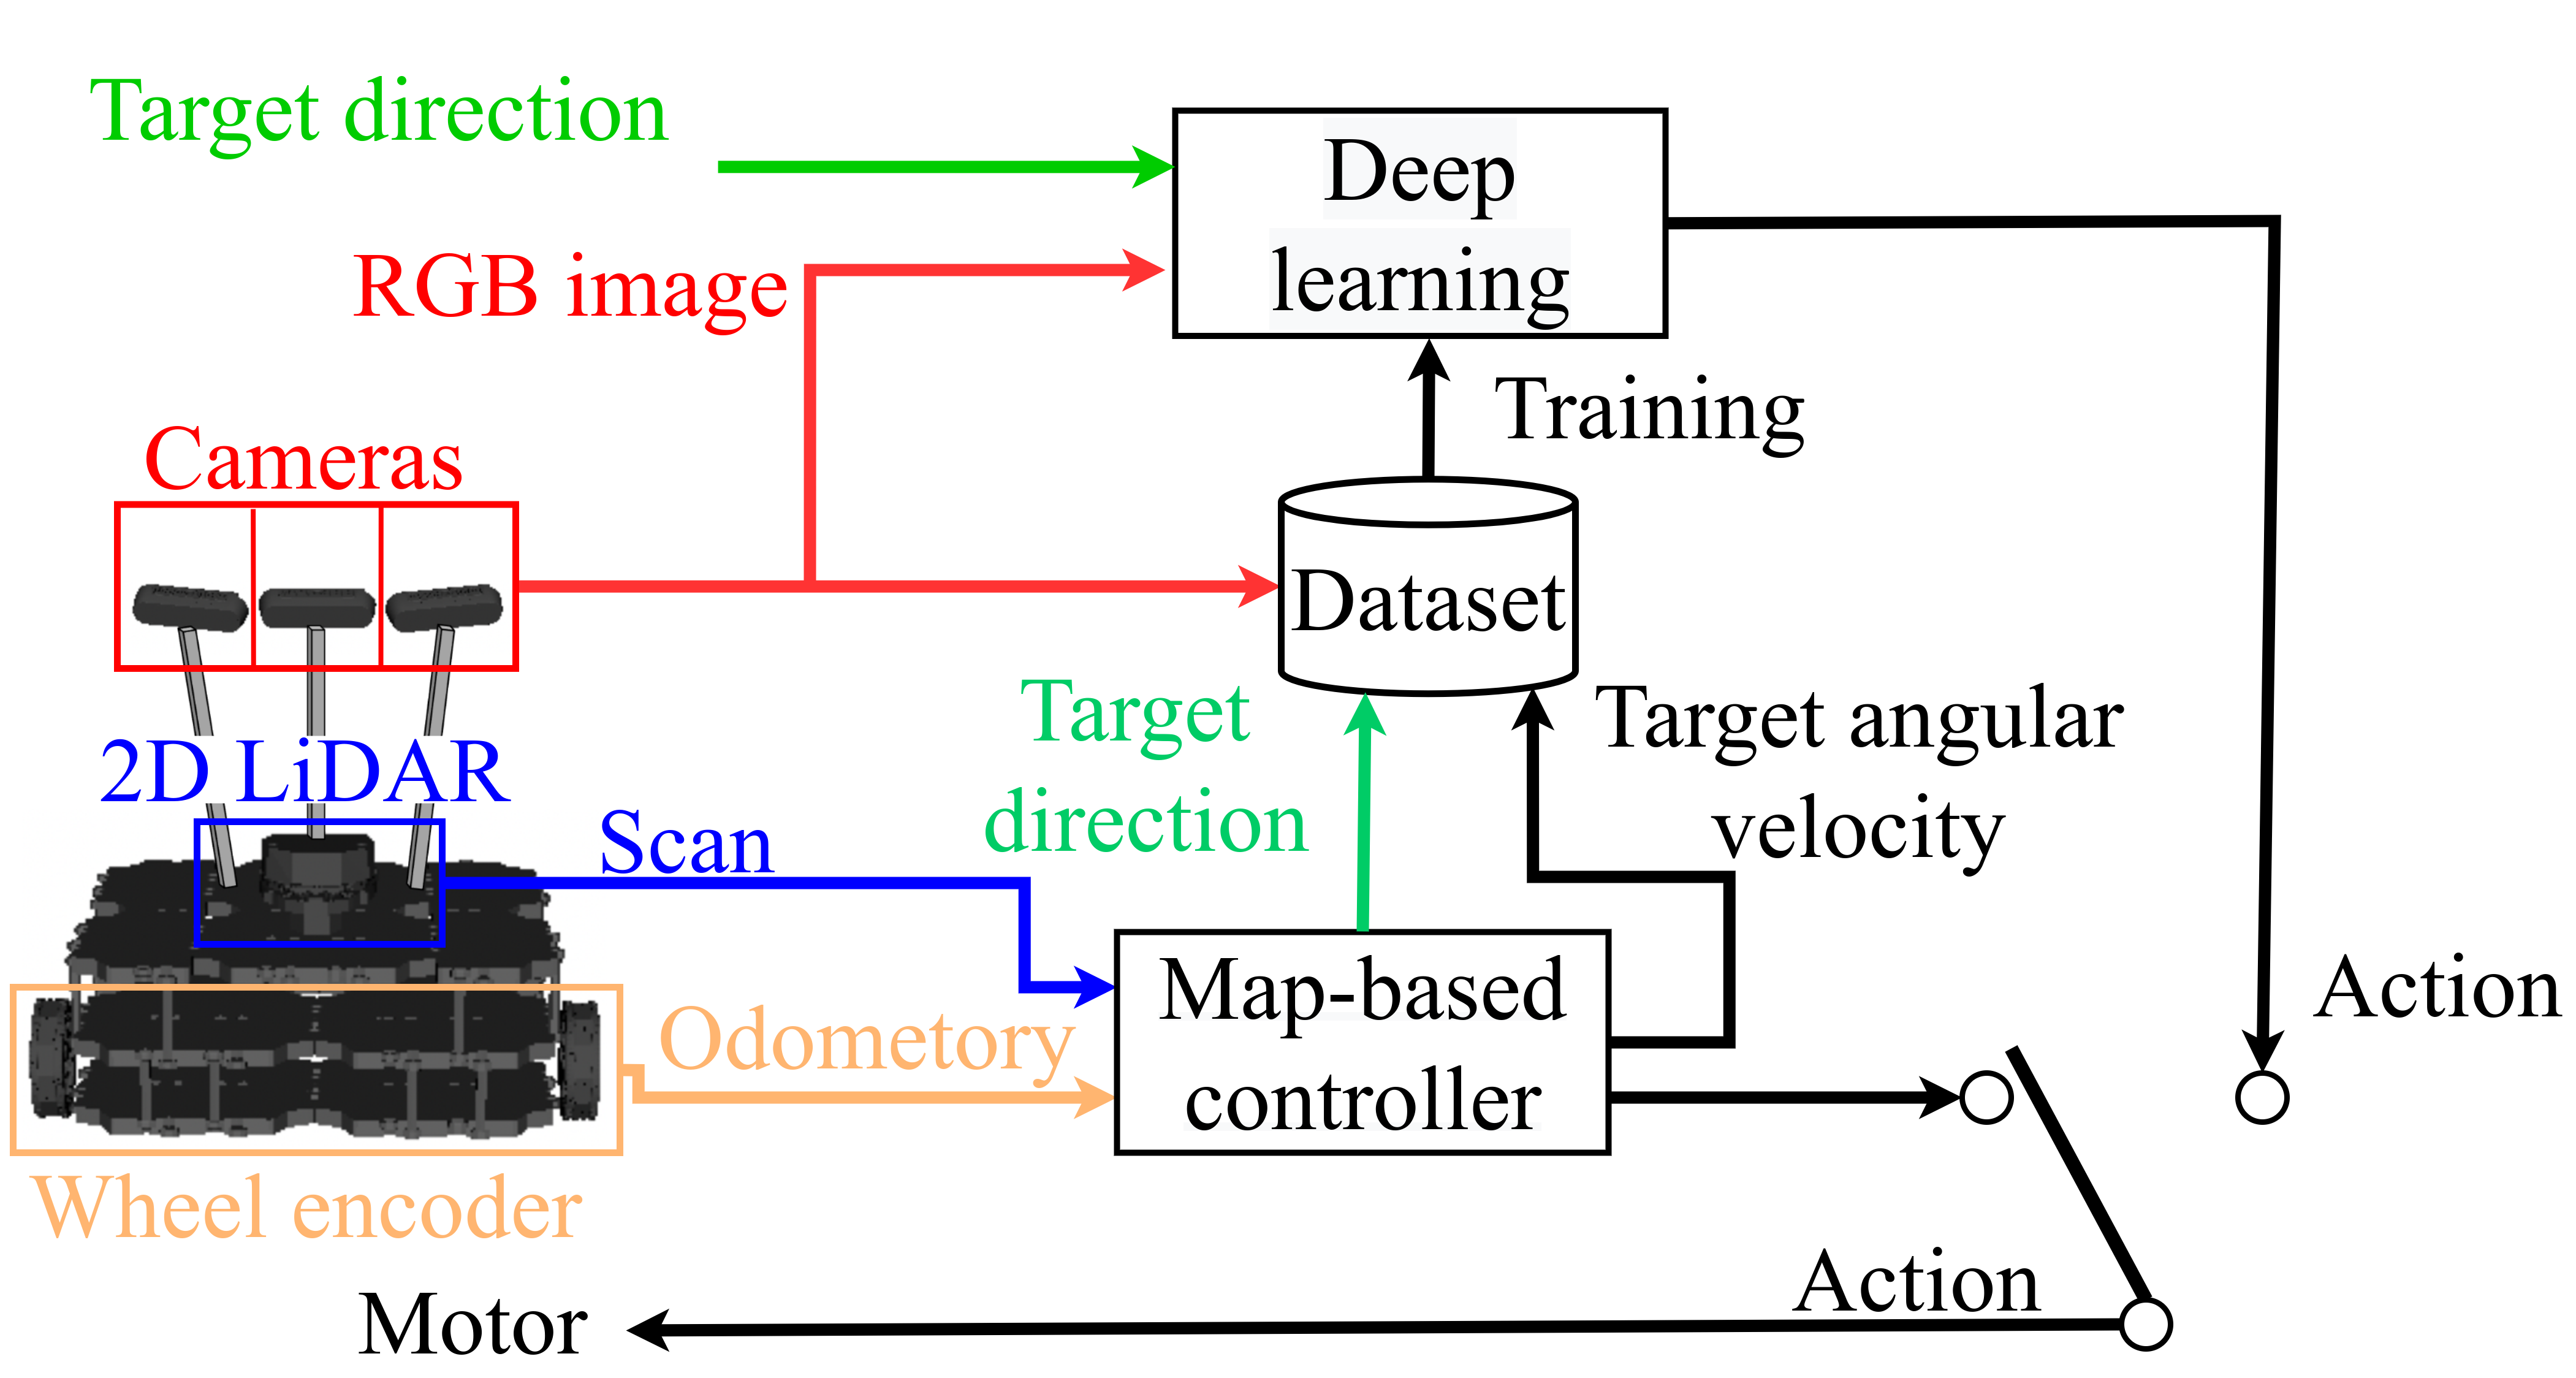 Target direction
Deep
learning
RGB image
Training
Cameras
Dataset
Target
direction
Target angular
velocity
2D LiDAR
Scan
Map-based
controller
Odometory
Action
Wheel encoder
Action
Motor